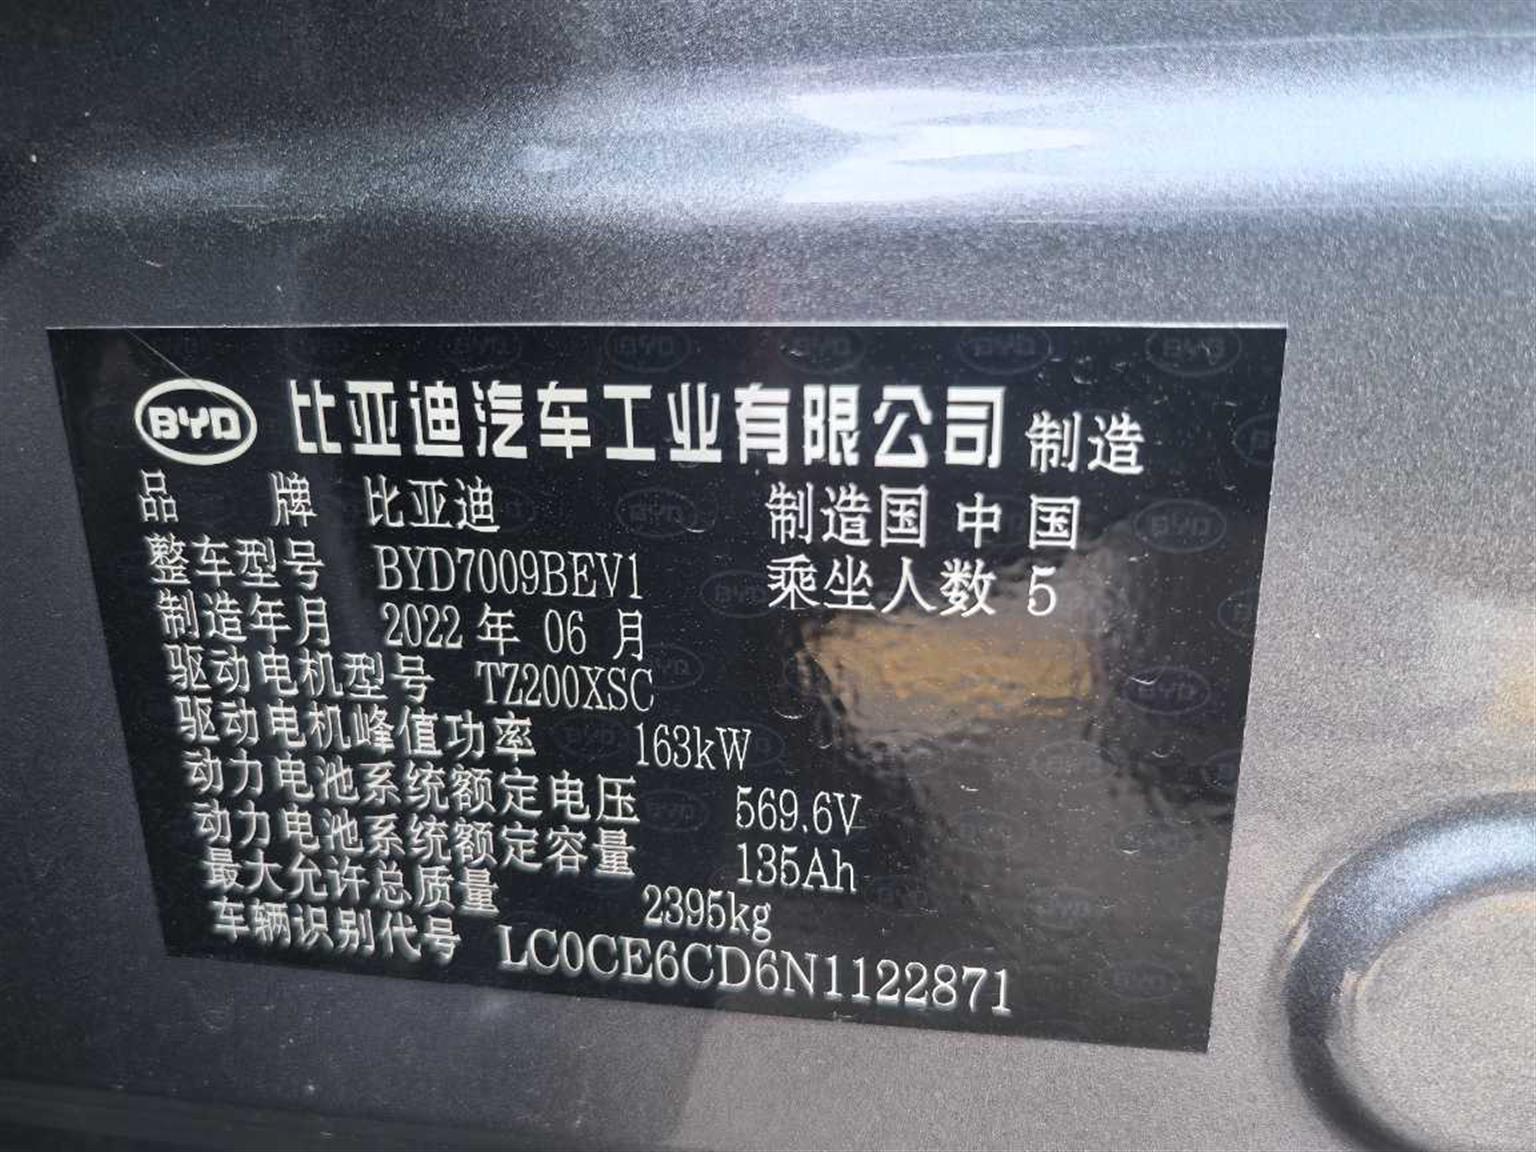 BYD 比亚迪汽车工业有限公司 制造
品牌 比亚迪 制造国 中国
整车型号 BYD7009BEV1 乘坐人数 5
制造年月 2022 年 06 月
驱动电机型号 TZ200XSC
驱动电机峰值功率 163kW
动力电池系统额定电压 569.6V
动力电池系统额定容量 135Ah
最大允许总质量 2395kg
车辆识别代号 LC0CE6CD6N1122871